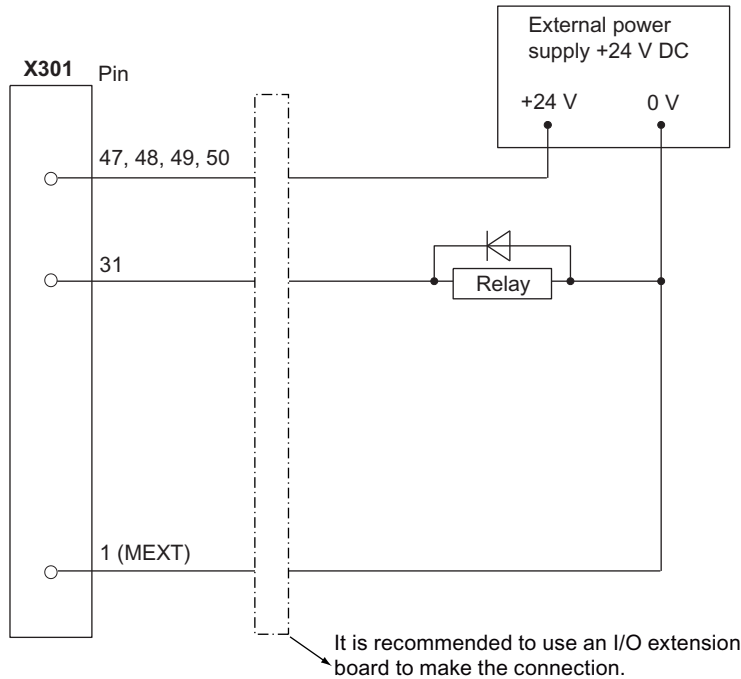 External power
supply +24 V DC
X301 Pin
+24 V 0 V
47, 48, 49, 50
31
Relay
1 (MEXT)
It is recommended to use an I/O extension
board to make the connection.